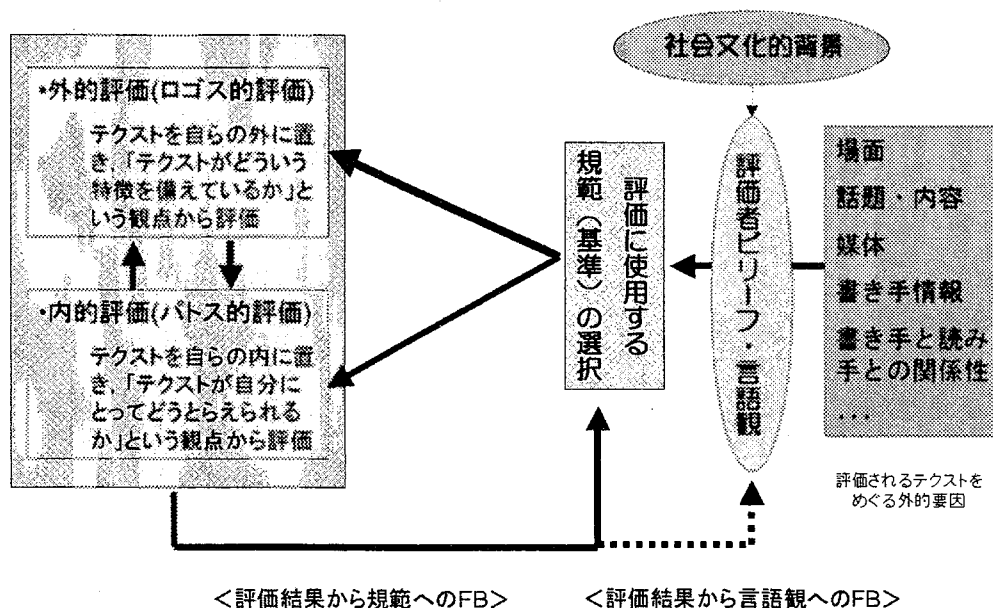 社会文化的背景
・外的評価(ロゴス的評価)
テクストを自らの外に置
き,「テクストがどういう
特徴を備えているか」と
いう観点から評価
・内的評価(パトス的評価)
テクストを自らの内に置
き,「テクストが自分に
とってどうとらえられる
か」という観点から評価
評価に使用する
規範(基準)の選択
評価者ビリーフ・言語観
場面
話題・内容
媒体
書き手情報
書き手と読み
手との関係性
...
評価されるテクストを
めぐる外的要因
<評価結果から規範へのFB>
<評価結果から言語観へのFB>